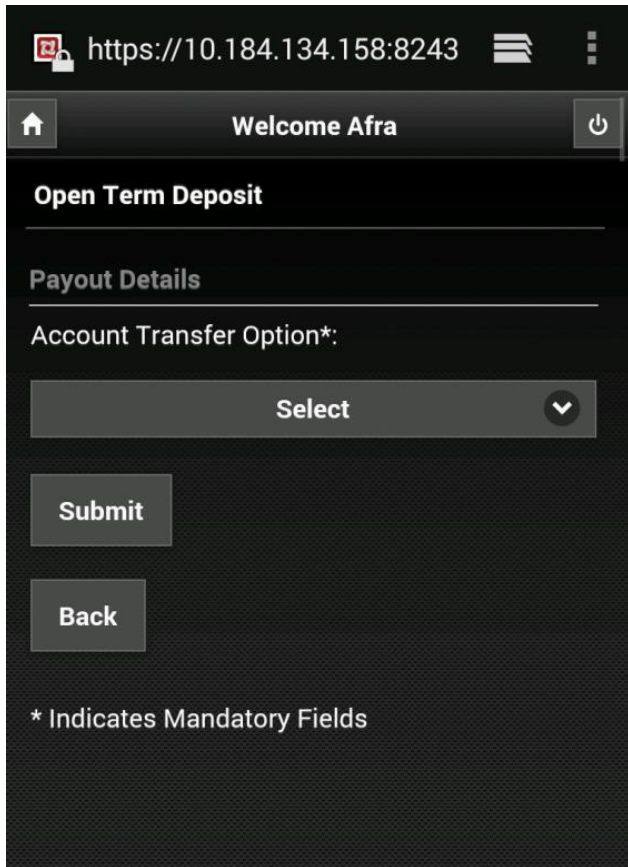 https://10.184.134.158:8243
Welcome Afra
Open Term Deposit
Payout Details
Account Transfer Option*:
Select
Submit
Back
* Indicates Mandatory Fields